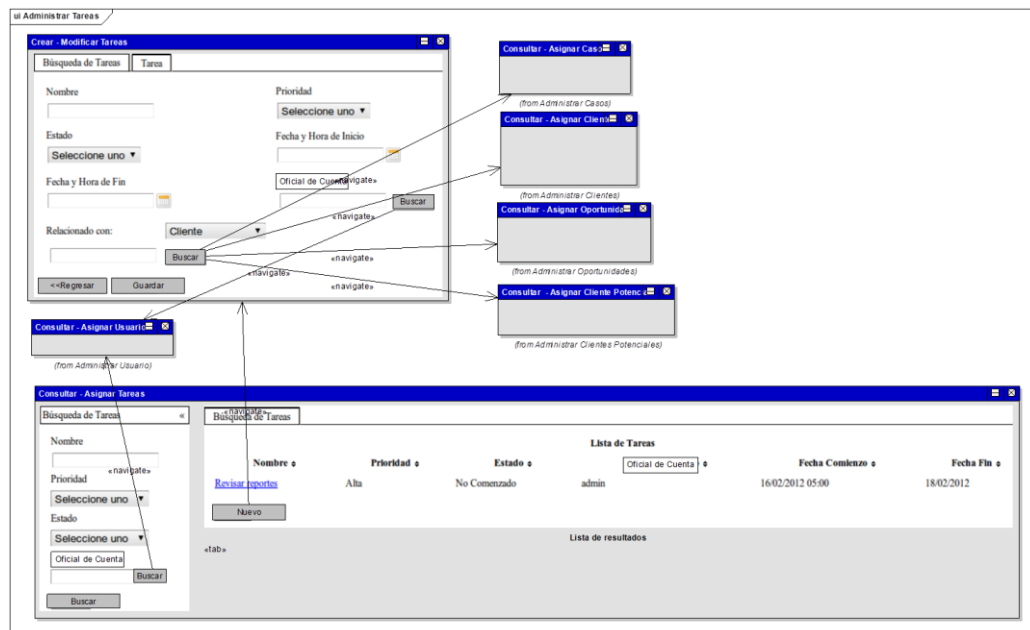 ui Administrar Tareas
Crear - Modificar Tareas
Búsqueda de Tareas
Tarea
Nombre
Prioridad
Seleccione uno
Estado
Fecha y Hora de Inicio
Seleccione uno
Fecha y Hora de Fin
Oficial de Cuenta
«navigate»
Buscar
«navigate»
Relacionado con:
Cliente
Buscar
«navigate»
«navigate»
<<Regresar
Guardar
«navigate»
Consultar - Asignar Caso
(from Administrar Casos)
Consultar - Asignar Client
(from Administrar Clientes)
Consultar - Asignar Oportunida
(from Administrar Oportunidades)
Consultar - Asignar Cliente Potenc
(from Administrar Clientes Potenciales)
Consultar - Asignar Usuario
(from Administrar Usuario)
Consultar - Asignar Tareas
Búsqueda de Tareas «
Nombre
«navigate»
Prioridad
Seleccione uno
Estado
Seleccione uno
Oficial de Cuenta
Buscar
Buscar
«navigate»
Búsqueda de Tareas
Lista de Tareas
Nombre Prioridad Estado Oficial de Cuenta Fecha Comienzo Fecha Fin
Revisar reportes Alta No Comenzado admin 16/02/2012 05:00 18/02/2012
Nuevo
Lista de resultados
«tab»